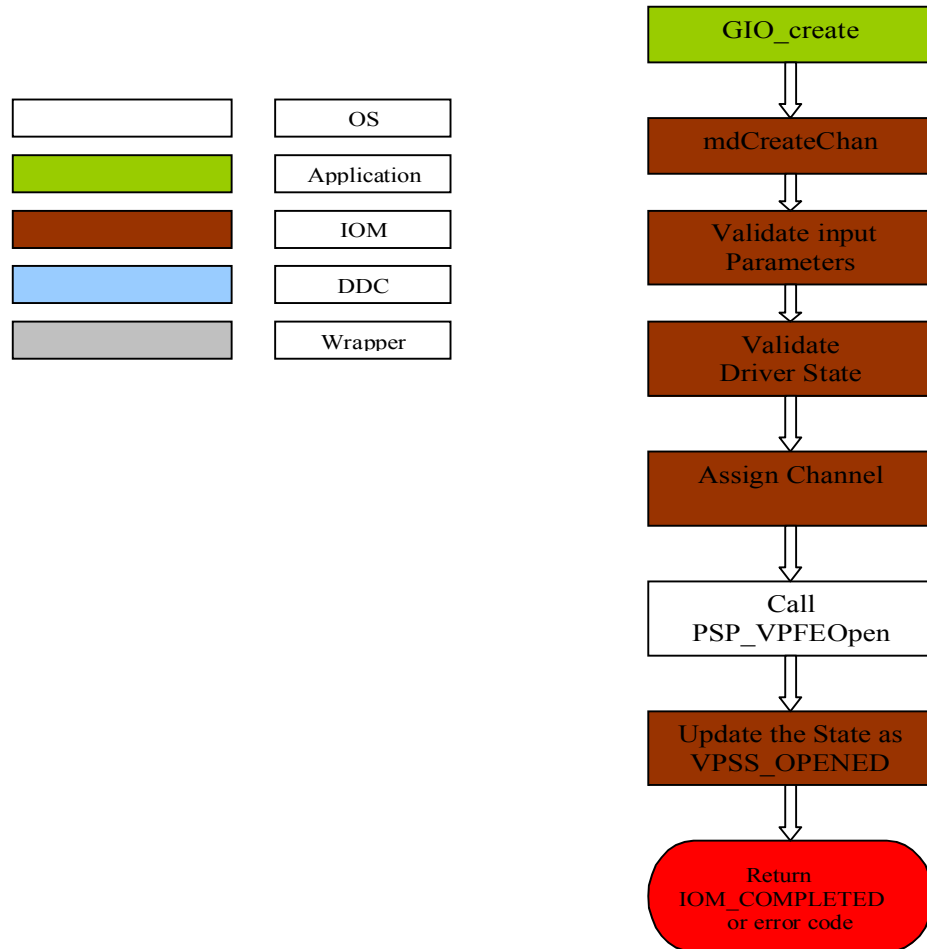 GIO_create
OS
Application
IOM
DDC
Wrapper
mdCreateChan
Validate input
Parameters
Validate
Driver State
Assign Channel
Call
PSP_VPFEOpen
Update the State as
VPSS_OPENED
Return
IOM_COMPLETED
or error code